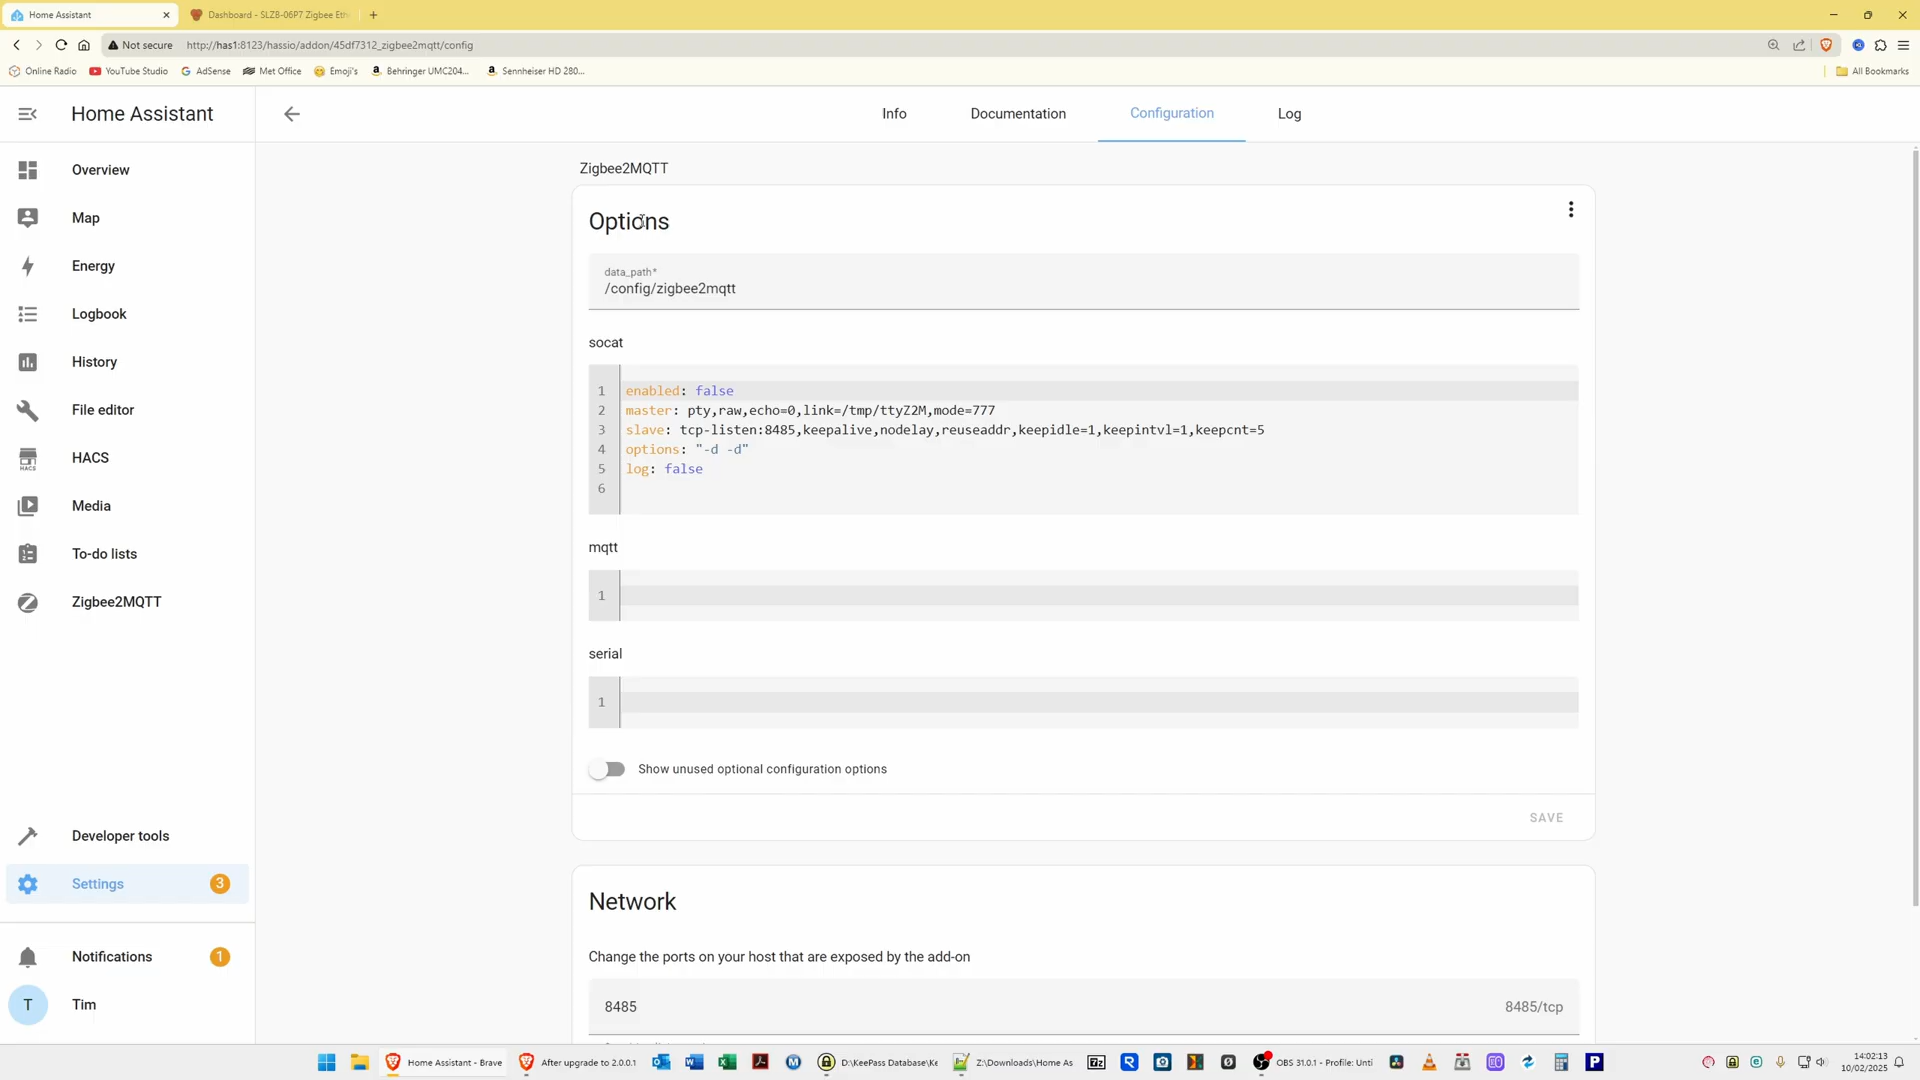 Home Assistant
Dashboard - SLZB-06P7 Zigbee Eth
Not secure
http://has1:8123/hassio/addon/45df7312_zigbee2mqtt/config
Online Radio
YouTube Studio
AdSense
Met Office
Emoji's
Behringer UMC204...
Sennheiser HD 280...
All Bookmarks
Home Assistant
Info
Documentation
Configuration
Log
Overview
Map
Energy
Logbook
History
File editor
HACS
HACS
Media
To-do lists
Zigbee2MQTT
Developer tools
Settings
3
Notifications
1
T
Tim
Zigbee2MQTT
Options
data_path*
/config/zigbee2mqtt
socat
1 enabled: false
2 master: pty,raw,echo=0,link=/tmp/ttyZ2M,mode=777
3 slave: tcp-listen:8485,keepalive,nodelay,reuseaddr,keepidle=1,keepintvl=1,keepcnt=5
4 options: "-d -d"
5 log: false
6
mqtt
1
serial
1
Show unused optional configuration options
SAVE
Network
Change the ports on your host that are exposed by the add-on
8485
8485/tcp
Home Assistant - Brave
After upgrade to 2.0.0.1
D:\KeePass Database\Ke
Z:\Downloads\Home As
OBS 31.0.1 - Profile: Unti
14:02:13
10/02/2025